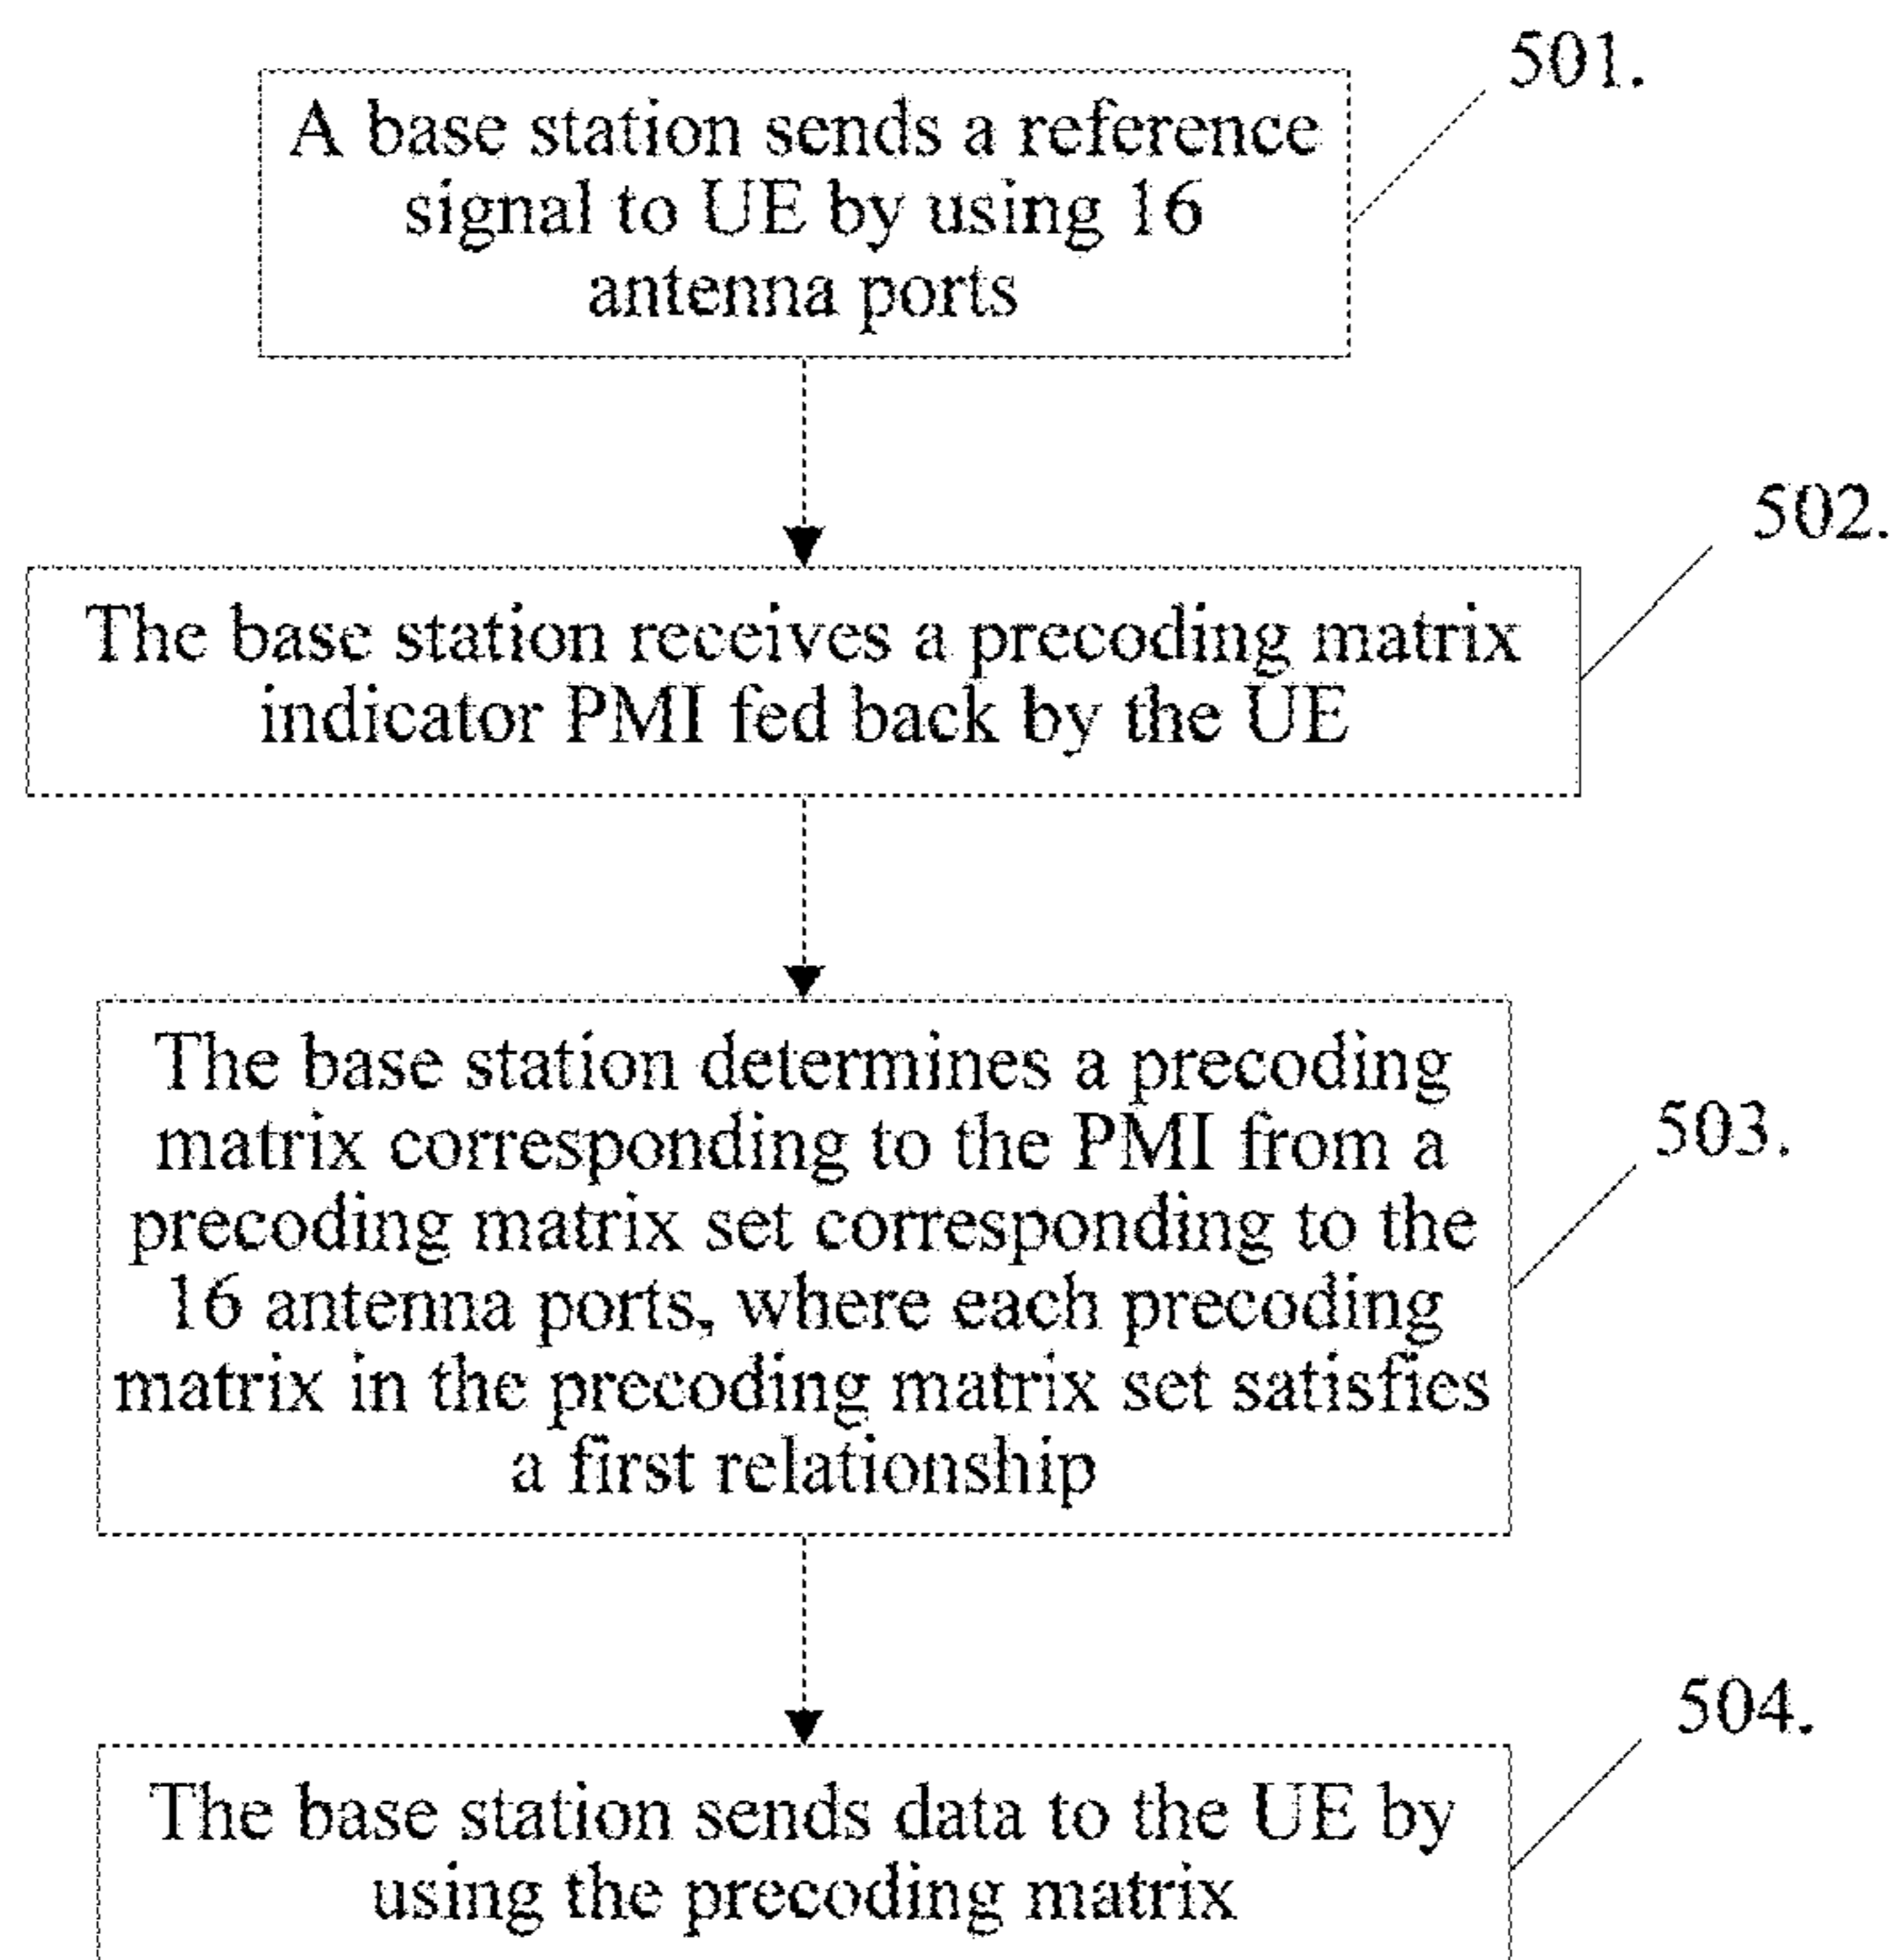 501.
A base station sends a reference
signal to UE by using 16
antenna ports
502.
The base station receives a precoding matrix
indicator PMI fed back by the UE
503.
The base station determines a precoding
matrix corresponding to the PMI from a
precoding matrix set corresponding to the
16 antenna ports, where each precoding
matrix in the precoding matrix set satisfies
a first relationship
504.
The base station sends data to the UE by
using the precoding matrix